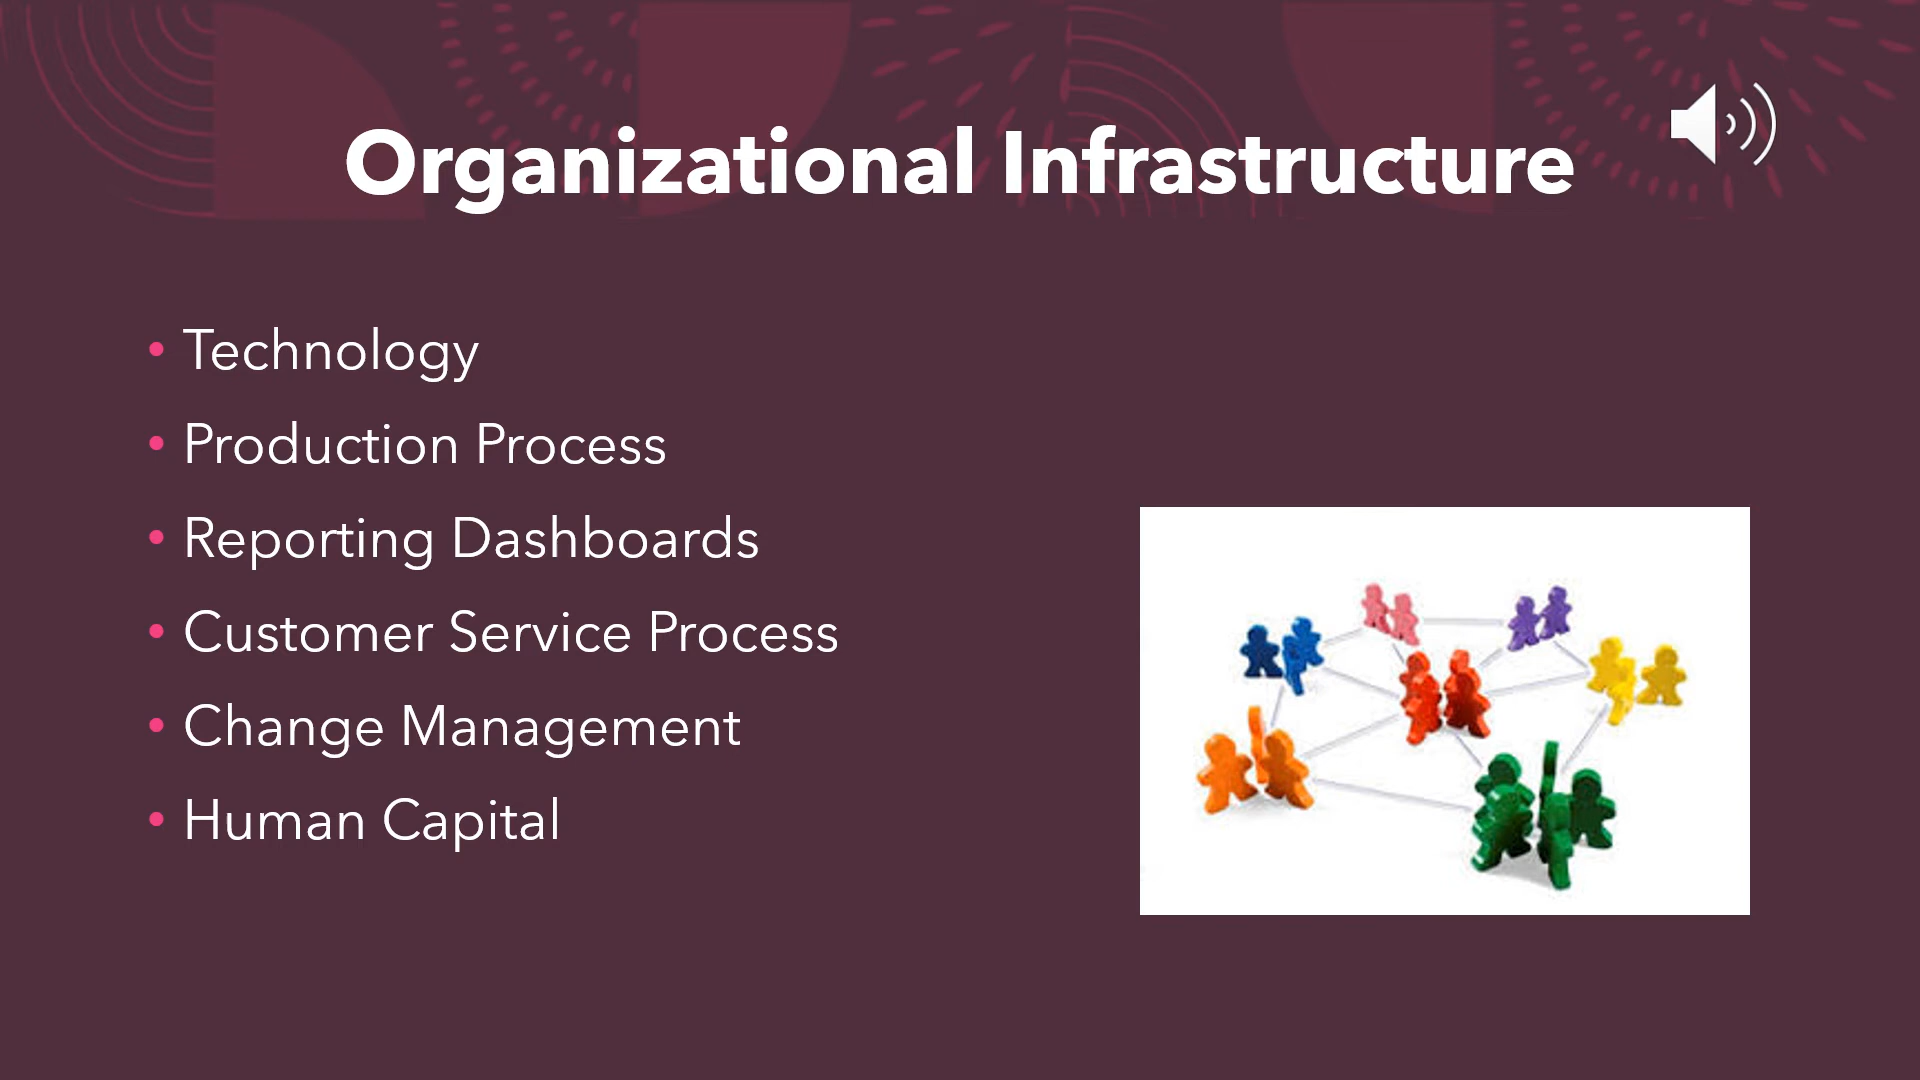 Organizational Infrastructure
• Technology
• Production Process
• Reporting Dashboards
• Customer Service Process
• Change Management
• Human Capital